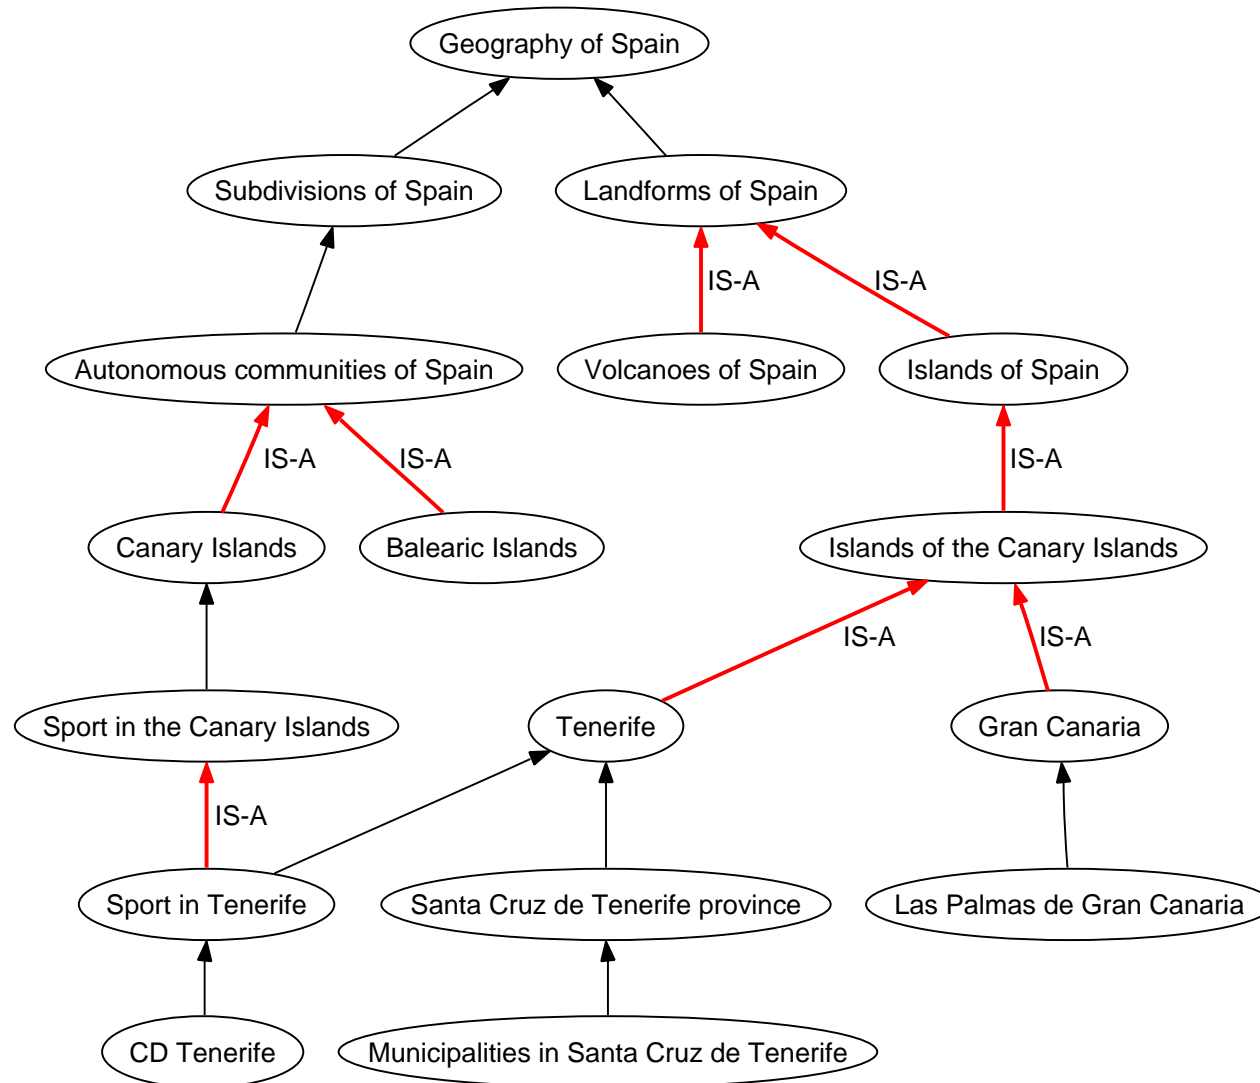 Geography of Spain
Subdivisions of Spain
Landforms of Spain
IS-A
IS-A
Autonomous communities of Spain
Volcanoes of Spain
Islands of Spain
IS-A
IS-A
IS-A
Canary Islands
Balearic Islands
Islands of the Canary Islands
IS-A
IS-A
Sport in the Canary Islands
Tenerife
Gran Canaria
IS-A
Sport in Tenerife
Santa Cruz de Tenerife province
Las Palmas de Gran Canaria
CD Tenerife
Municipalities in Santa Cruz de Tenerife